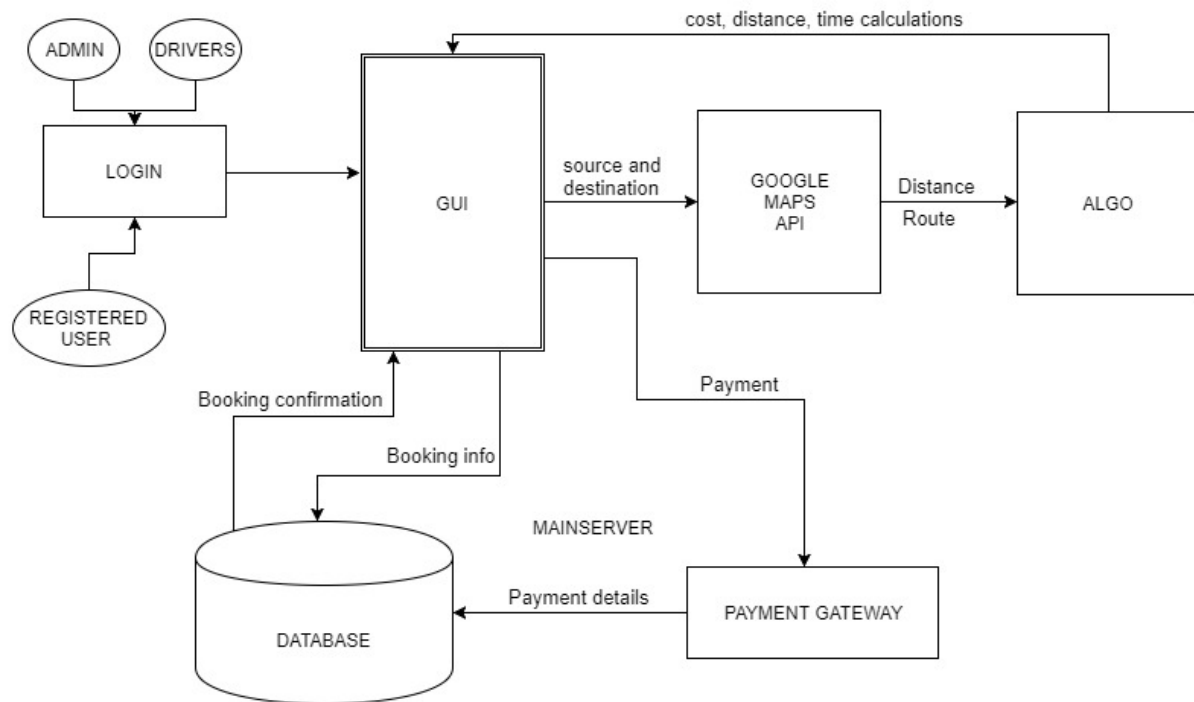 cost, distance, time calculations
ADMIN
DRIVERS
LOGIN
GUI
source and
destination
GOOGLE
MAPS
API
Distance
Route
ALGO
REGISTERED
USER
Booking confirmation
Payment
Booking info
MAINSERVER
Payment details
PAYMENT GATEWAY
DATABASE